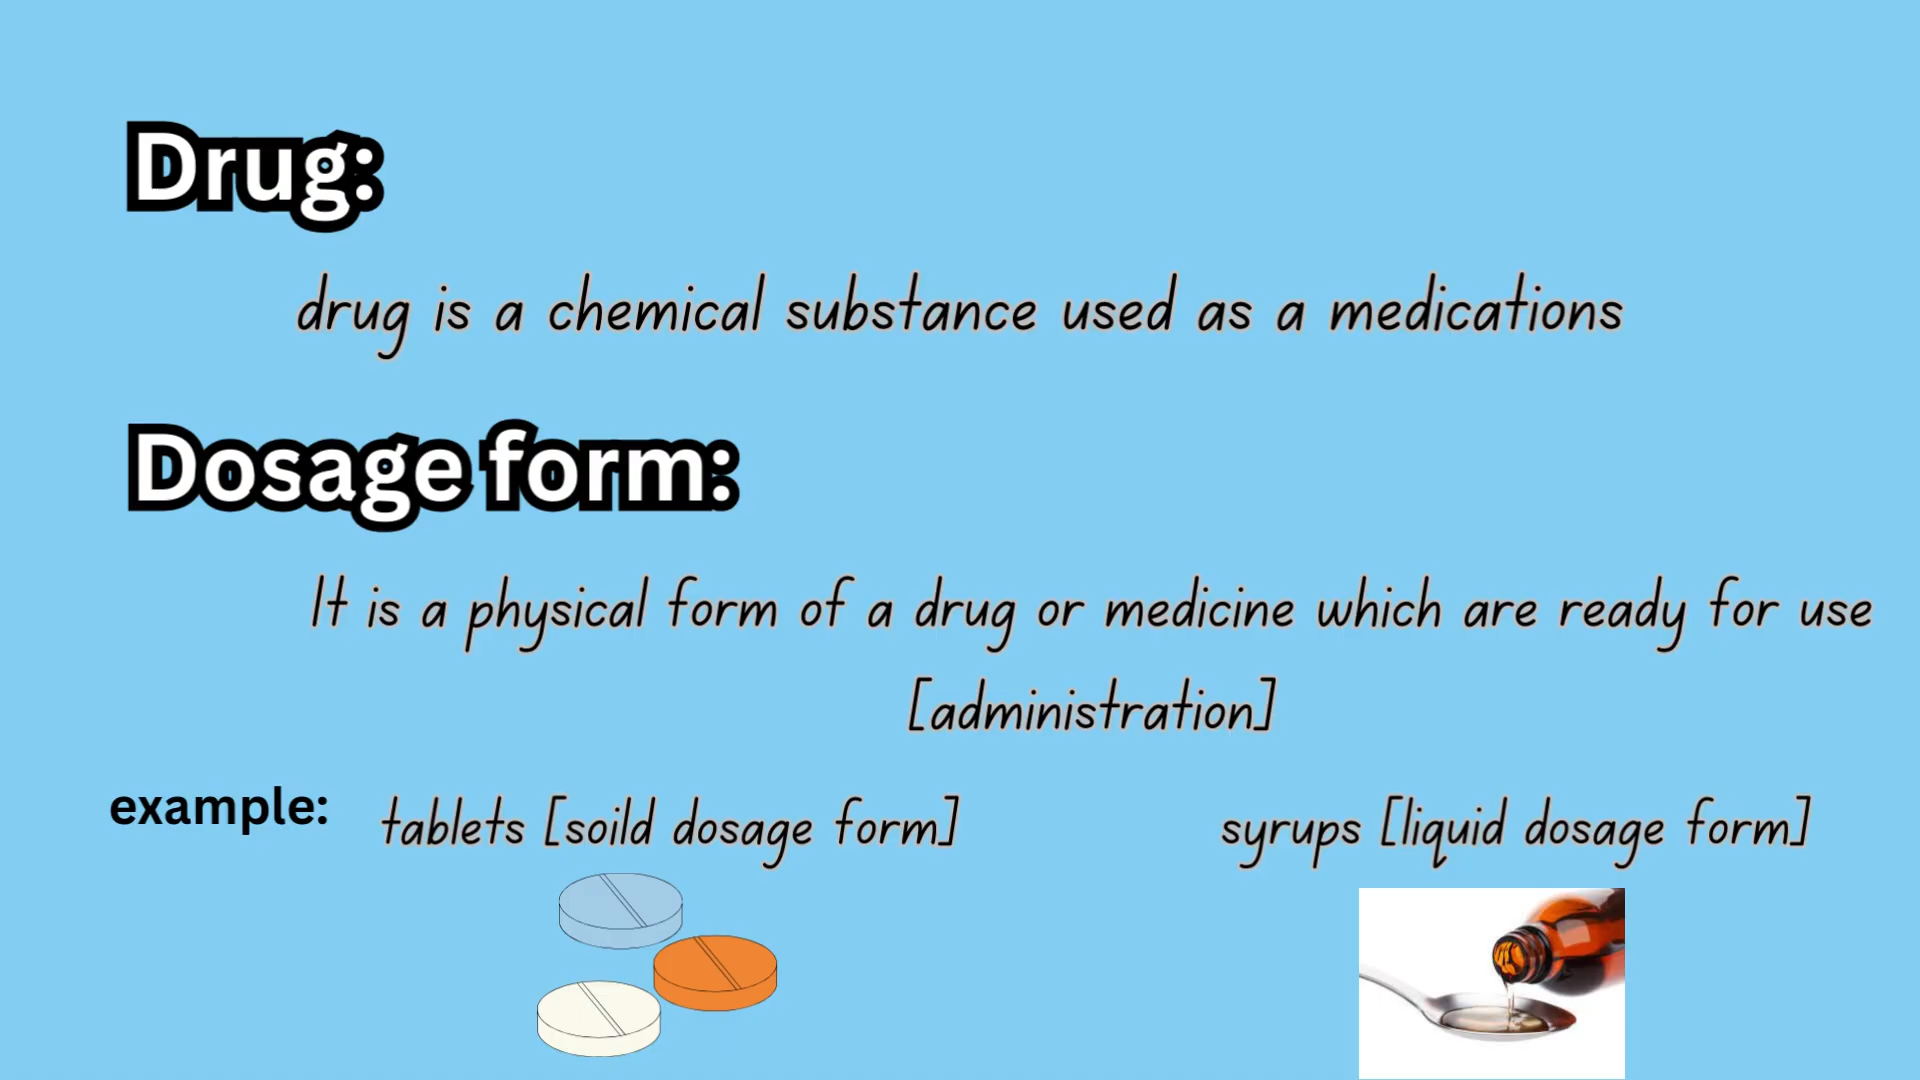 Drug:
drug is a chemical substance used as a medications
Dosage form:
It is a physical form of a drug or medicine which are ready for use
[administration]
example: tablets [soild dosage form] syrups [liquid dosage form]